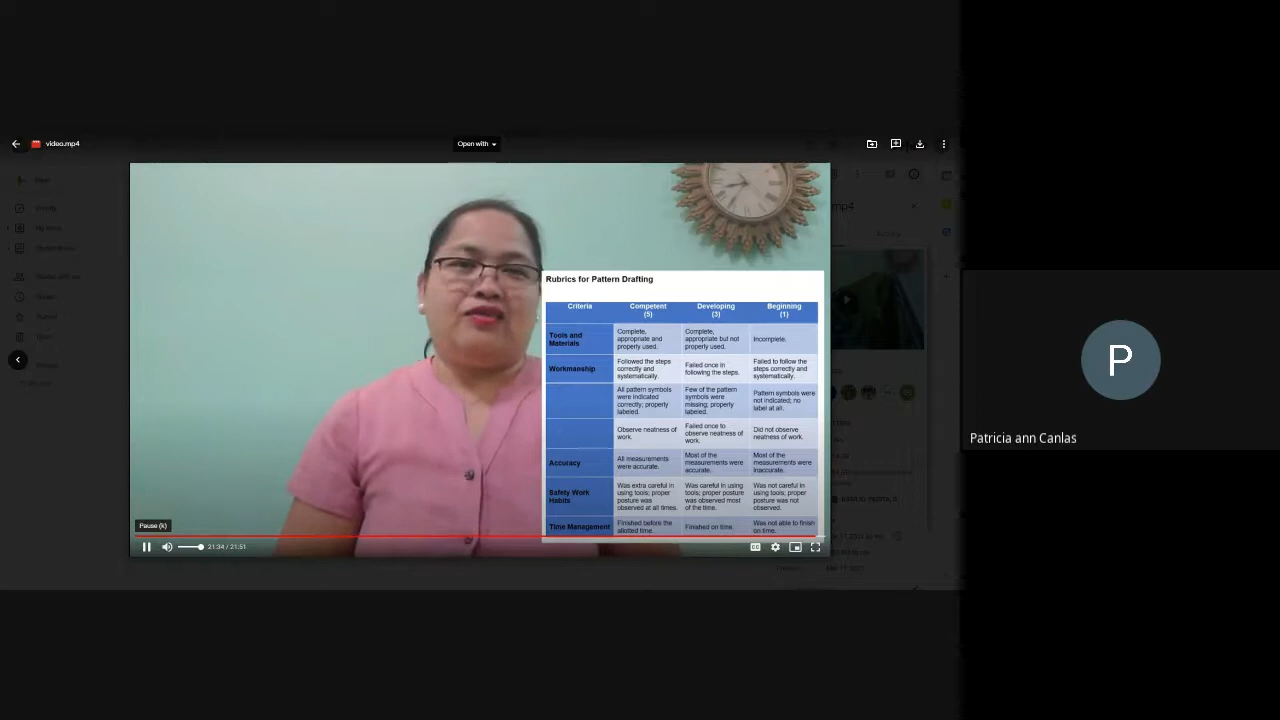 video.mp4
Open with
Rubrics for Pattern Drafting
Criteria
Competent
(5)
Developing
(3)
Beginning
(1)
Tools and
Materials
Complete,
appropriate and
properly used.
Complete,
appropriate but not
properly used.
Incomplete.
Workmanship
Followed the steps
correctly and
systematically.
Failed once in
following the steps.
Failed to follow the
steps correctly and
systematically.
All pattern symbols
were indicated
correctly; properly
labeled.
Few of the pattern
symbols were
missing; properly
labeled.
Pattern symbols were
not indicated; no
label at all.
Observe neatness of
work.
Failed once to
observe neatness of
work.
Did not observe
neatness of work.
Accuracy
All measurements
were accurate.
Most of the
measurements were
accurate.
Most of the
measurements were
inaccurate.
Safety Work
Habits
Was extra careful in
using tools; proper
posture was
observed at all times.
Was careful in using
tools; proper posture
was observed most
of the time.
Was not careful in
using tools; proper
posture was not
observed.
Time Management
Finished before the
allotted time.
Finished on time.
Was not able to finish
on time.
Pause (k)
21:34 / 21:51
P
Patricia ann Canlas
mp4